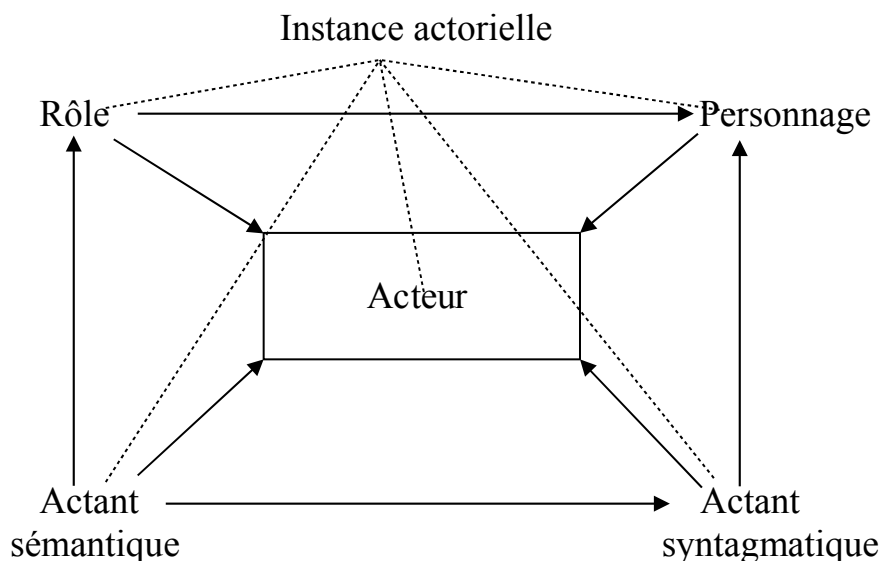 Instance actorielle
Rôle
Personnage
Acteur
Actant
sémantique
Actant
syntagmatique